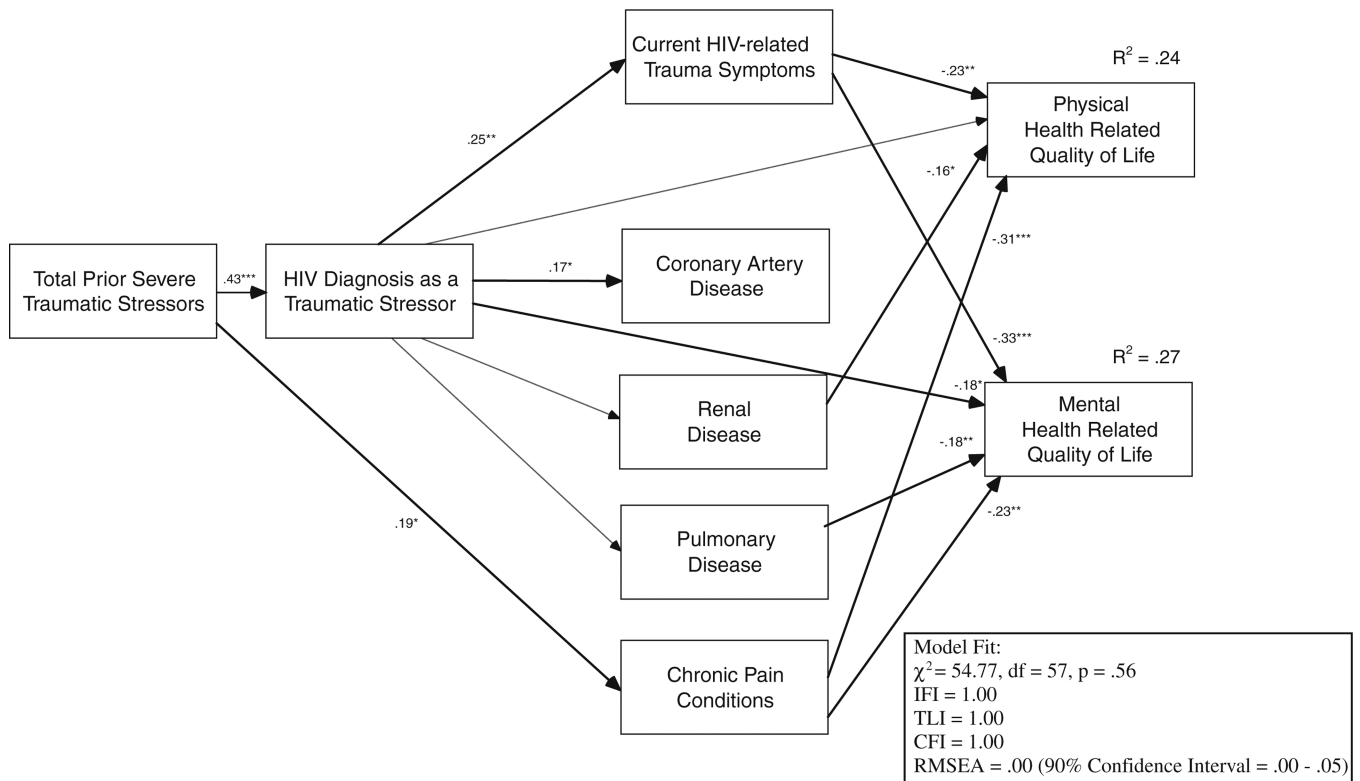 Current HIV-related
Trauma Symptoms
R² = .24
-.23**
Physical
Health Related
Quality of Life
.25**
-.16*
-.31***
Total Prior Severe
Traumatic Stressors
.43***
HIV Diagnosis as a
Traumatic Stressor
.17*
Coronary Artery
Disease
-.33***
R² = .27
-.18*
Renal
Disease
Mental
Health Related
Quality of Life
-.18**
-.23**
.19*
Pulmonary
Disease
Chronic Pain
Conditions
Model Fit:
χ² = 54.77, df = 57, p = .56
IFI = 1.00
TLI = 1.00
CFI = 1.00
RMSEA = .00 (90% Confidence Interval = .00 - .05)